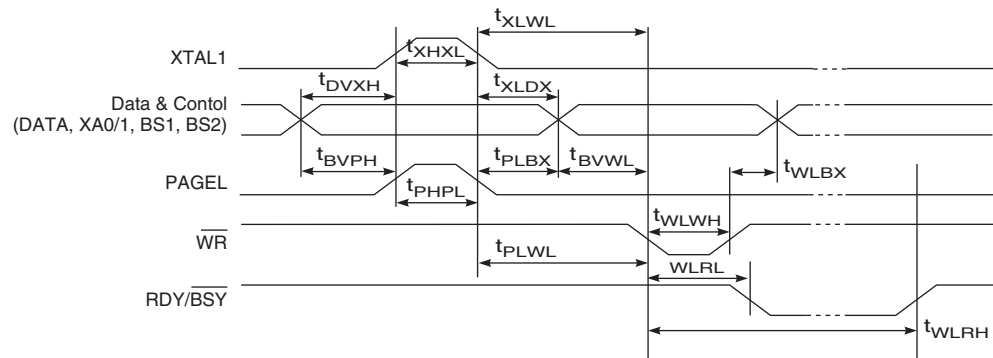 tXLWL
XTAL1
tXHXL
tDVXH
tXLDX
Data & Contol
(DATA, XA0/1, BS1, BS2)
tBVPH
tPLBX
tBVWL
tWLBX
PAGEL
tPHPL
tWLWH
WR
tPLWL
WLRL
RDY/BSY
tWLRH